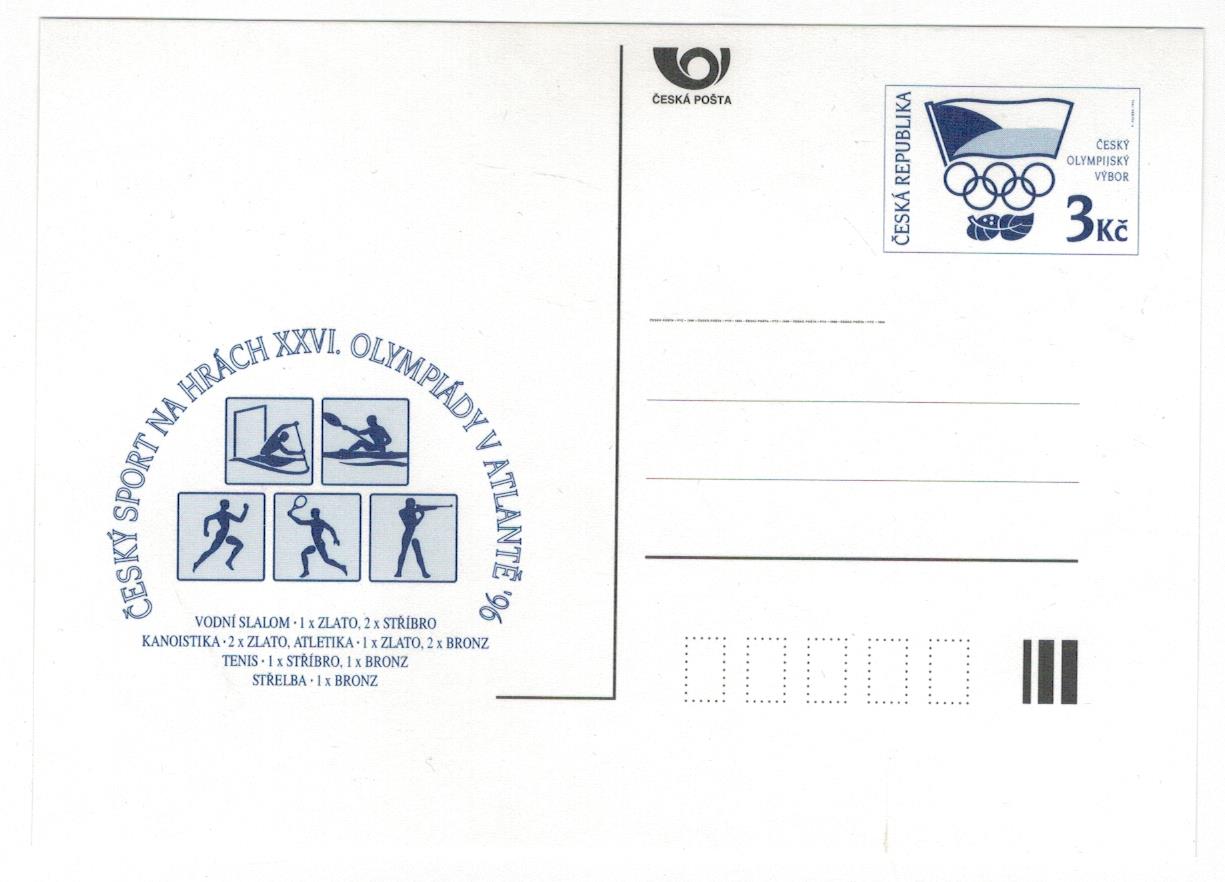 ČESKÝ SPORT NA HRÁCH XXVI. OLYMPIÁDY V ATLANTĚ '96
VODNÍ SLALOM · 1 x ZLATO, 2 x STŘÍBRO
KANOISTIKA · 2 x ZLATO, ATLETIKA · 1 x ZLATO, 2 x BRONZ
TENIS · 1 x STŘÍBRO, 1 x BRONZ
STŘELBA · 1 x BRONZ
ČESKÁ POŠTA
ČESKÁ REPUBLIKA
ČESKÝ
OLYMPIJSKÝ
VÝBOR
3 Kč